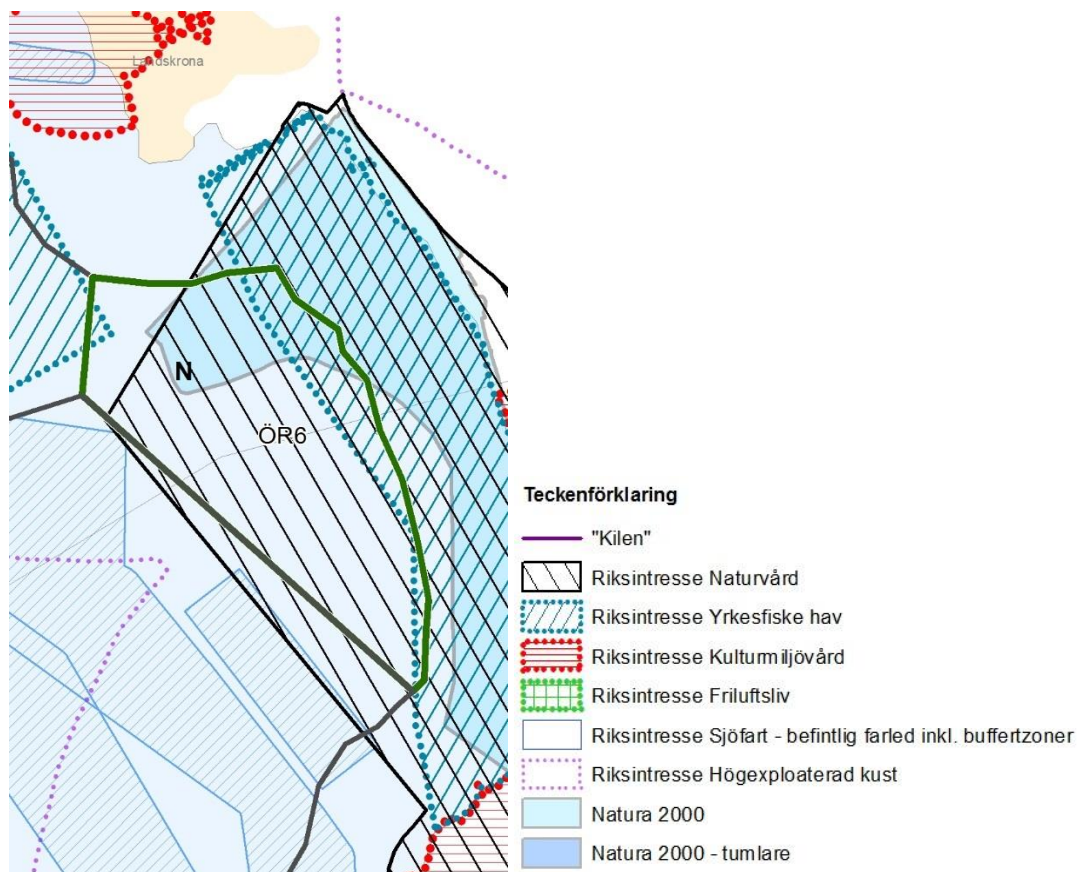 Landskrona
N
ÖR6
Teckenförklaring
"Kilen"
Riksintresse Naturvård
Riksintresse Yrkesfiske hav
Riksintresse Kulturmiljövård
Riksintresse Friluftsliv
Riksintresse Sjöfart - befintlig farled inkl. buffertzoner
Riksintresse Högexploaterad kust
Natura 2000
Natura 2000 - tumlare